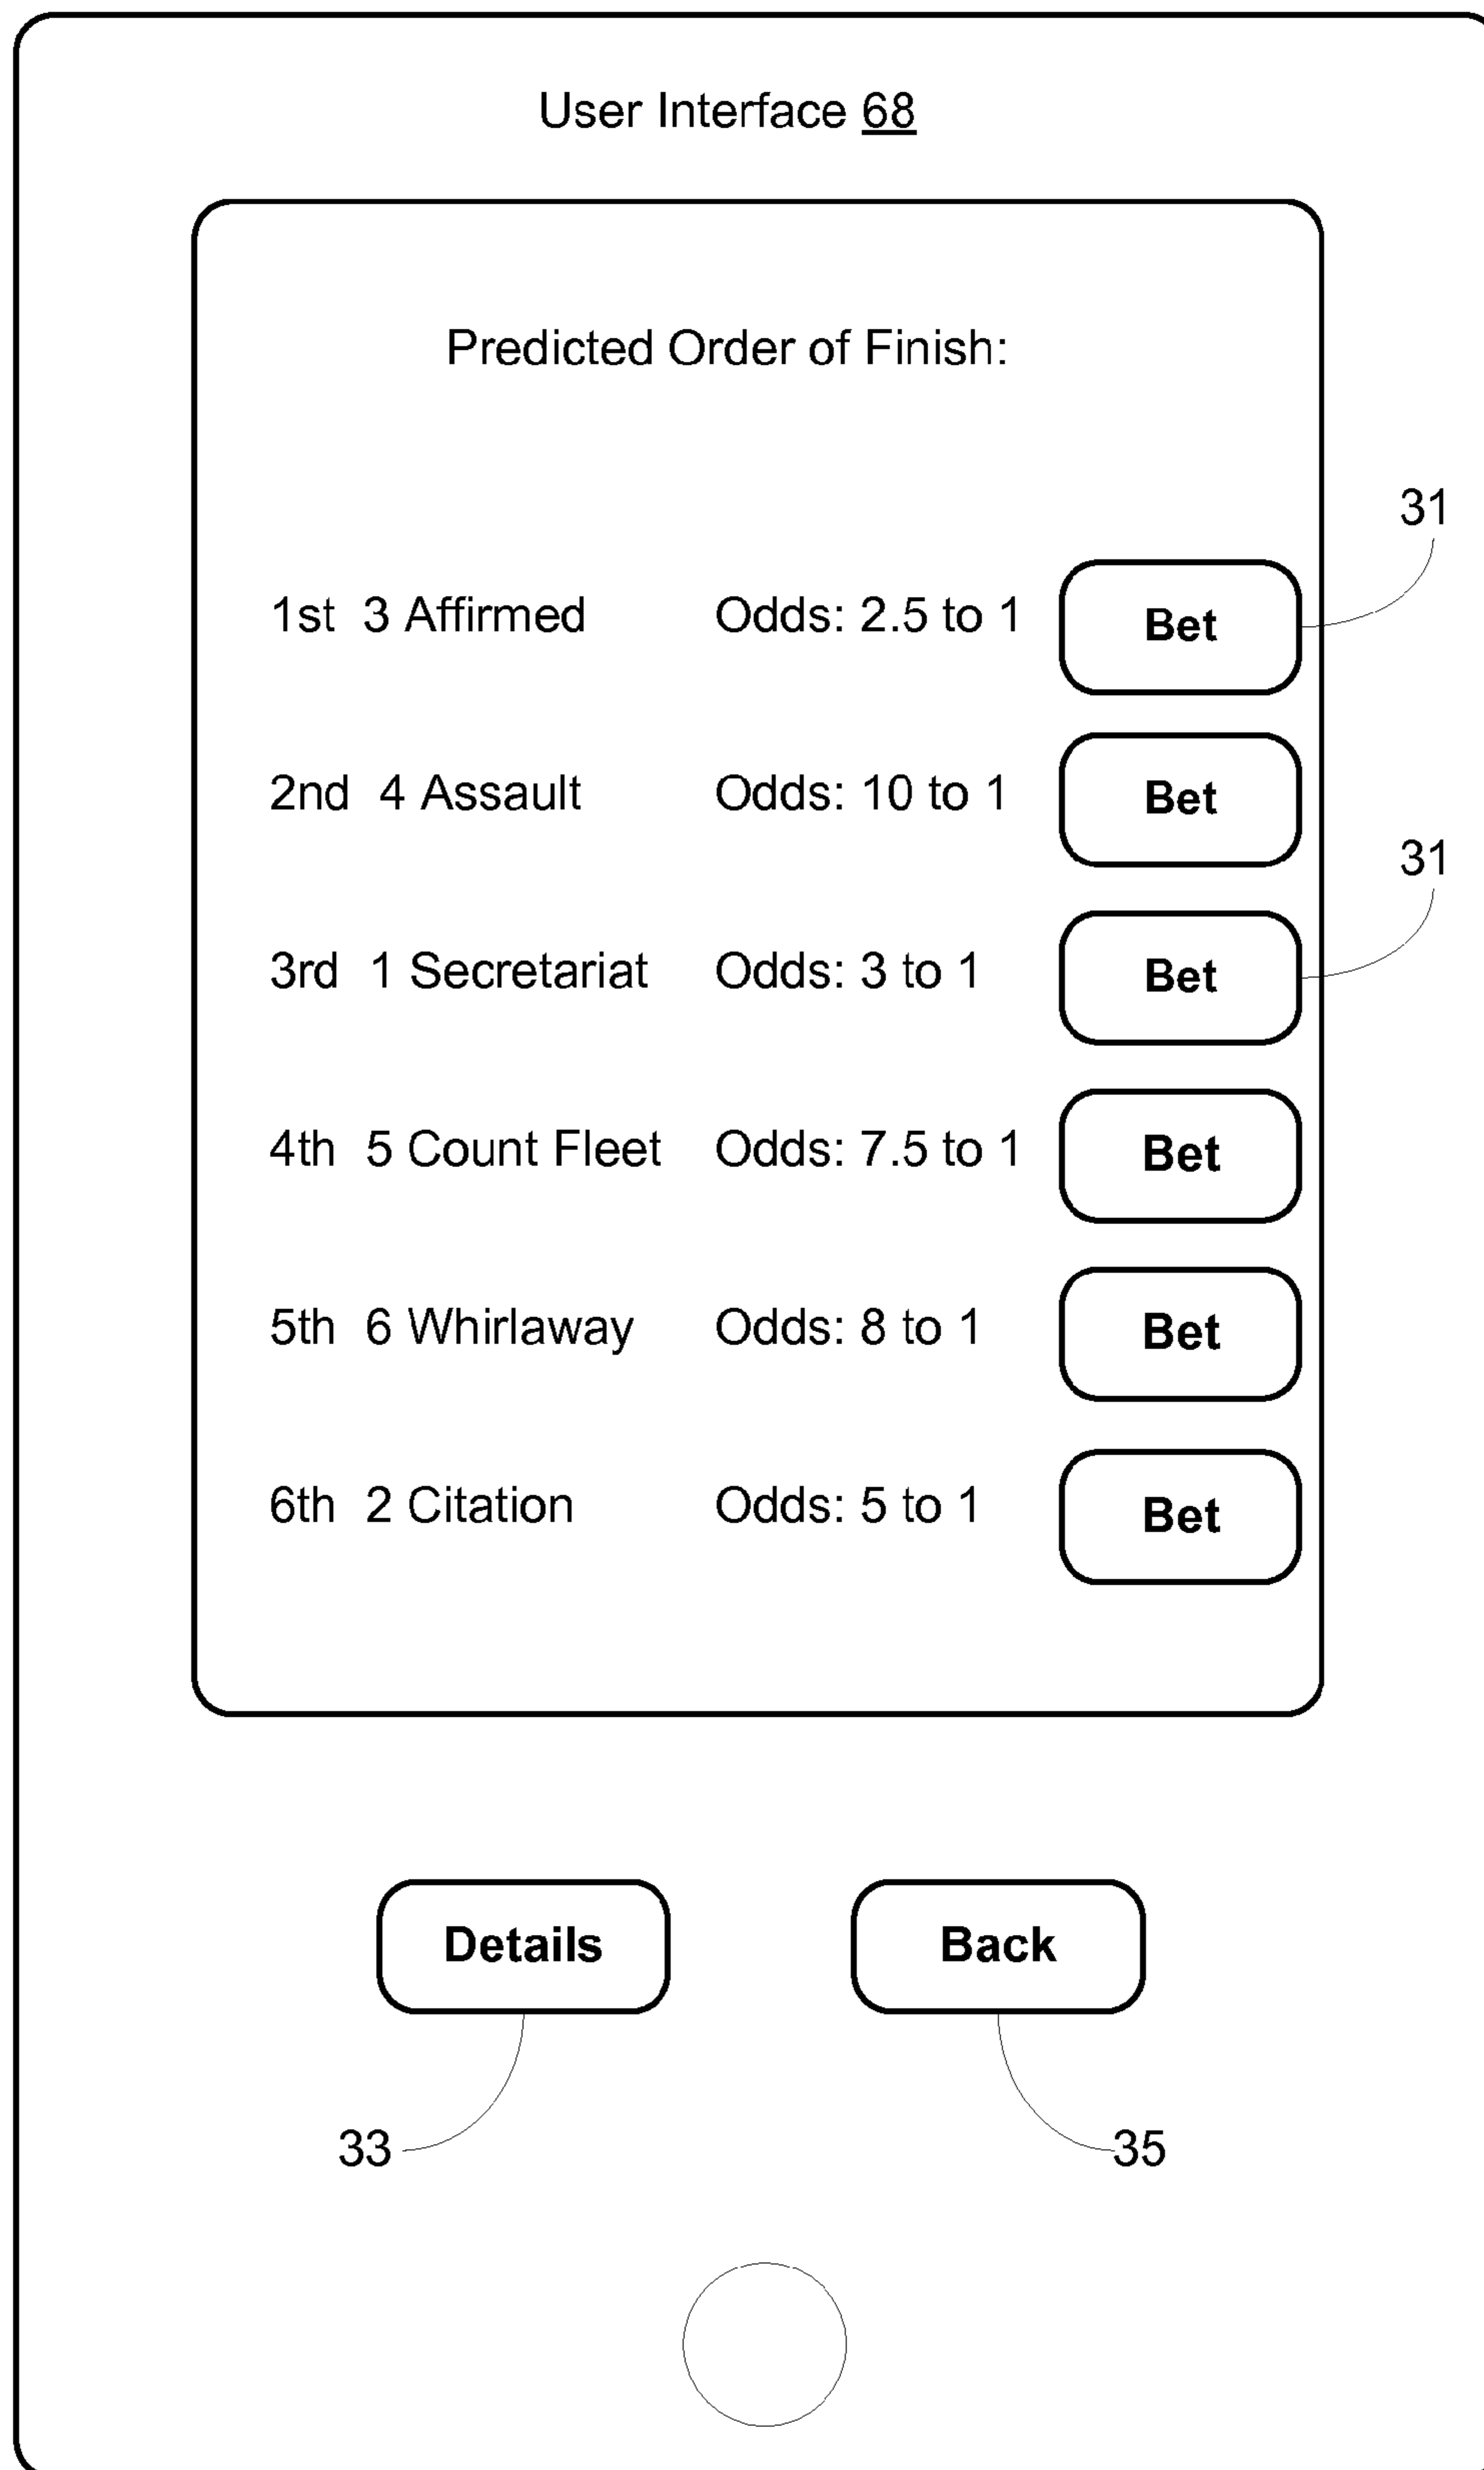 User Interface 68
Predicted Order of Finish:
31
1st 3 Affirmed Odds: 2.5 to 1 Bet
2nd 4 Assault Odds: 10 to 1 Bet
31
3rd 1 Secretariat Odds: 3 to 1 Bet
4th 5 Count Fleet Odds: 7.5 to 1 Bet
5th 6 Whirlaway Odds: 8 to 1 Bet
6th 2 Citation Odds: 5 to 1 Bet
Details Back
33 35